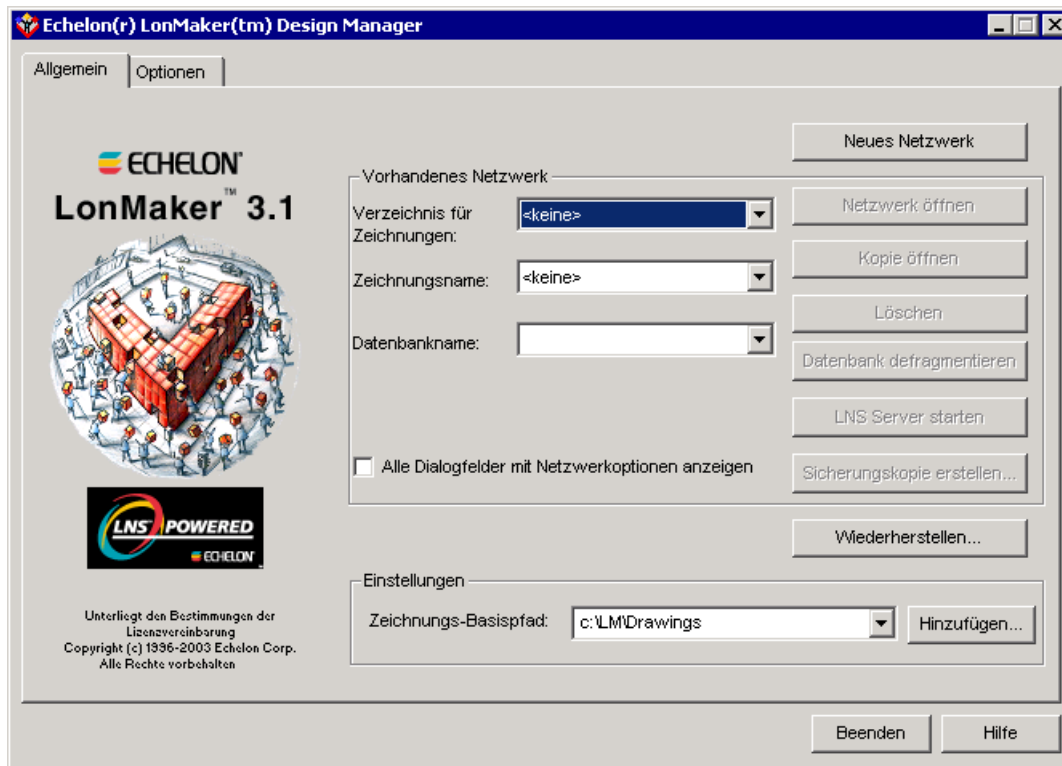 Echelon(r) LonMaker(tm) Design Manager
Allgemein
Optionen
ECHELON®
LonMaker™ 3.1
LNS POWERED
ECHELON
Unterliegt den Bestimmungen der
Lizenzvereinbarung
Copyright (c) 1996-2003 Echelon Corp.
Alle Rechte vorbehalten
Neues Netzwerk
Vorhandenes Netzwerk
Verzeichnis für
Zeichnungen:
<keine>
Netzwerk öffnen
Kopie öffnen
Zeichnungsname:
<keine>
Löschen
Datenbankname:
Datenbank defragmentieren
LNS Server starten
Alle Dialogfelder mit Netzwerkoptionen anzeigen
Sicherungskopie erstellen...
Wiederherstellen...
Einstellungen
Zeichnungs-Basispfad:
c:\LM\Drawings
Hinzufügen...
Beenden
Hilfe